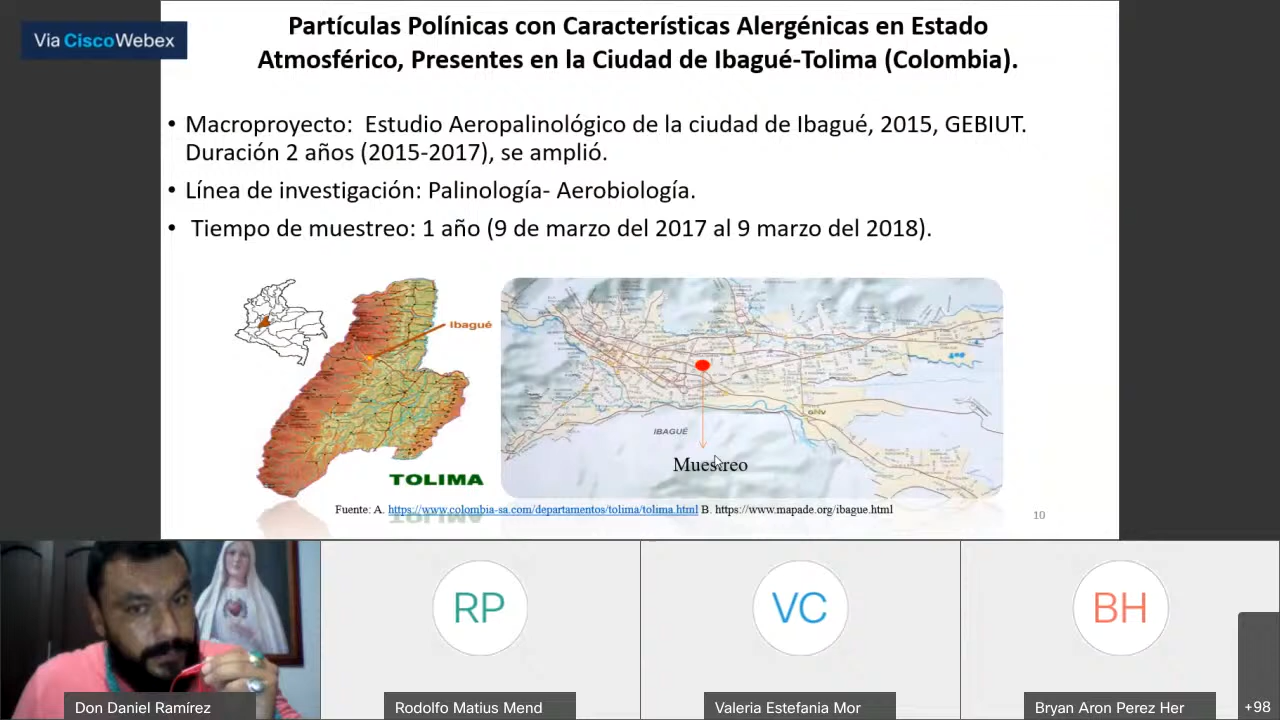 Via Cisco Webex
Partículas Polínicas con Características Alergénicas en Estado
Atmosférico, Presentes en la Ciudad de Ibagué-Tolima (Colombia).
• Macroproyecto: Estudio Aeropalinológico de la ciudad de Ibagué, 2015, GEBIUT.
Duración 2 años (2015-2017), se amplió.
• Línea de investigación: Palinología- Aerobiología.
• Tiempo de muestreo: 1 año (9 de marzo del 2017 al 9 marzo del 2018).
Ibagué
IBAGUÉ
Muestreo
TOLIMA
Fuente: A. https://www.colombia-sa.com/departamentos/tolima/tolima.html B. https://www.mapade.org/ibague.html
10
RP
VC
BH
Don Daniel Ramírez
Rodolfo Matius Mend
Valeria Estefania Mor
Bryan Aron Perez Her
+98